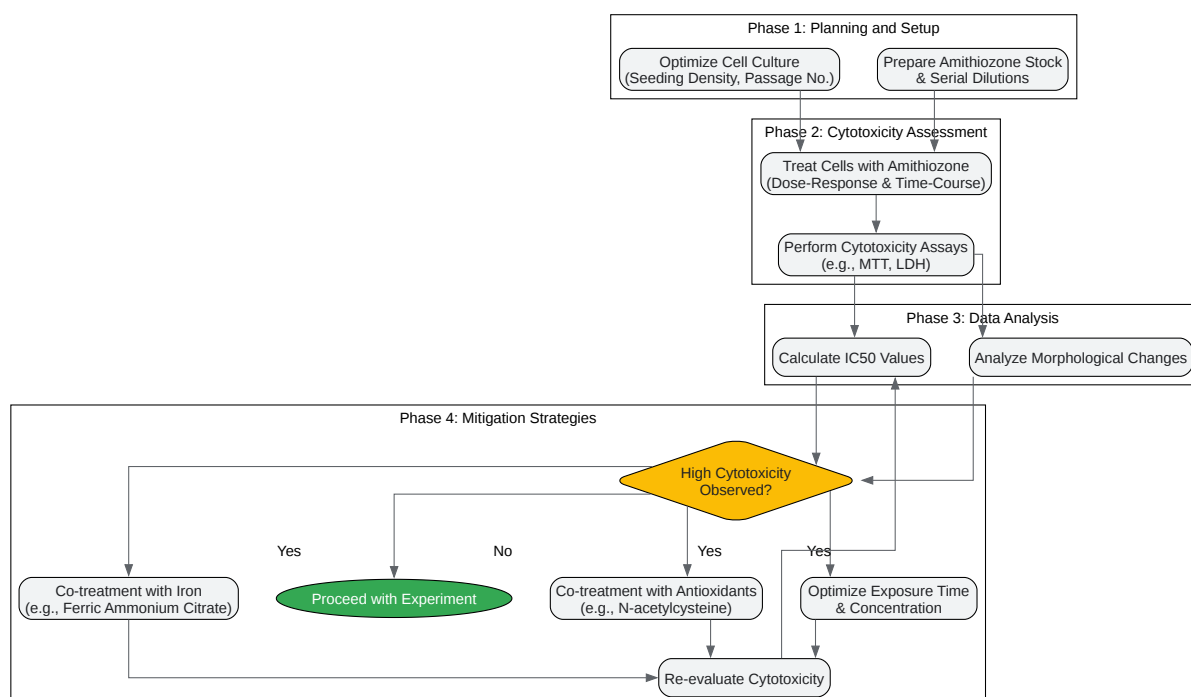 Phase 1: Planning and Setup
Optimize Cell Culture
(Seeding Density, Passage No.)
Prepare Amithiozone Stock
& Serial Dilutions
Phase 2: Cytotoxicity Assessment
Treat Cells with Amithiozone
(Dose-Response & Time-Course)
Perform Cytotoxicity Assays
(e.g., MTT, LDH)
Phase 3: Data Analysis
Calculate IC50 Values
Analyze Morphological Changes
Phase 4: Mitigation Strategies
High Cytotoxicity
Observed?
Yes
No
Yes
Yes
Co-treatment with Iron
(e.g., Ferric Ammonium Citrate)
Proceed with Experiment
Co-treatment with Antioxidants
(e.g., N-acetylcysteine)
Optimize Exposure Time
& Concentration
Re-evaluate Cytotoxicity